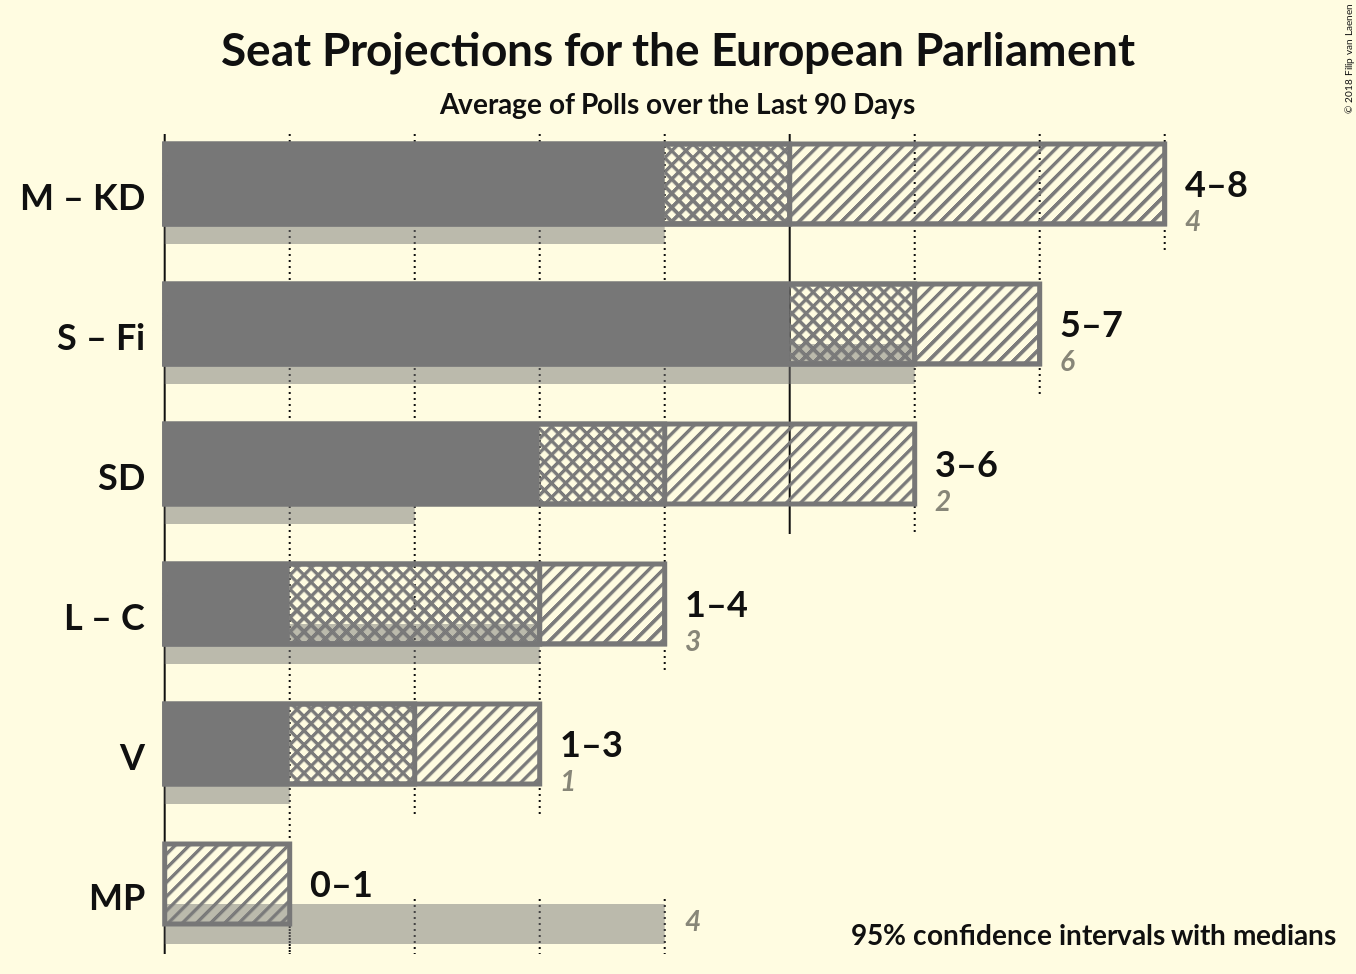 Seat Projections for the European Parliament
Average of Polls over the Last 90 Days
© 2018 Filip van Laenen
M – KD
4–8
4
S – Fi
5–7
6
SD
3–6
2
L – C
1–4
3
V
1–3
1
MP
0–1
4
95% confidence intervals with medians